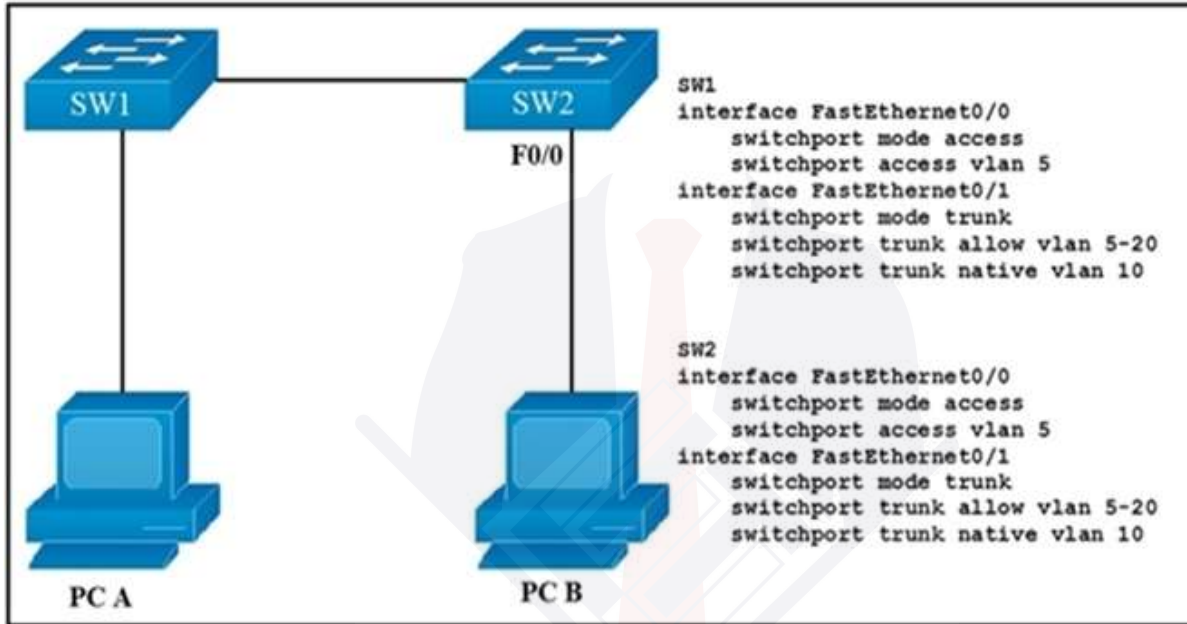 SW1
SW2
F0/0
PC A
PC B
SW1
interface FastEthernet0/0
switchport mode access
switchport access vlan 5
interface FastEthernet0/1
switchport mode trunk
switchport trunk allow vlan 5-20
switchport trunk native vlan 10
SW2
interface FastEthernet0/0
switchport mode access
switchport access vlan 5
interface FastEthernet0/1
switchport mode trunk
switchport trunk allow vlan 5-20
switchport trunk native vlan 10